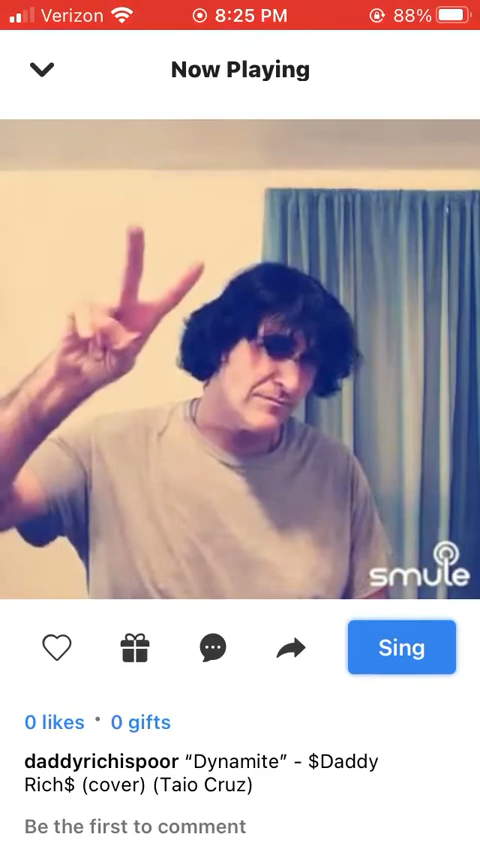 Verizon 8:25 PM 88%
Now Playing
smule
Sing
0 likes • 0 gifts
daddyrichispoor “Dynamite” - $Daddy
Rich$ (cover) (Taio Cruz)
Be the first to comment